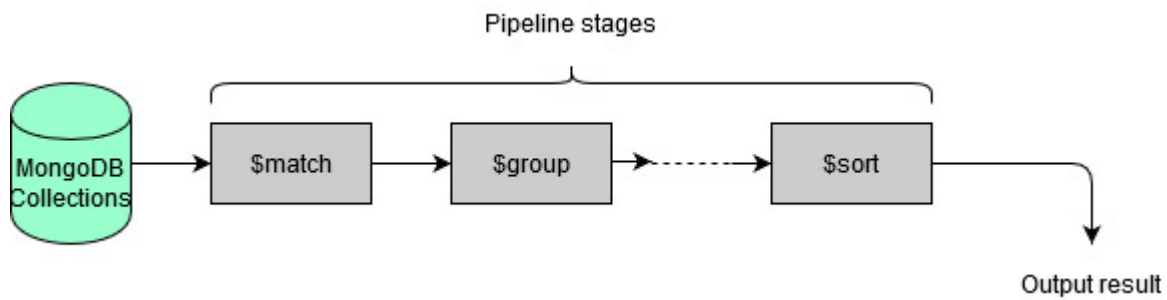 Pipeline stages
MongoDB
Collections
$match
$group
$sort
Output result